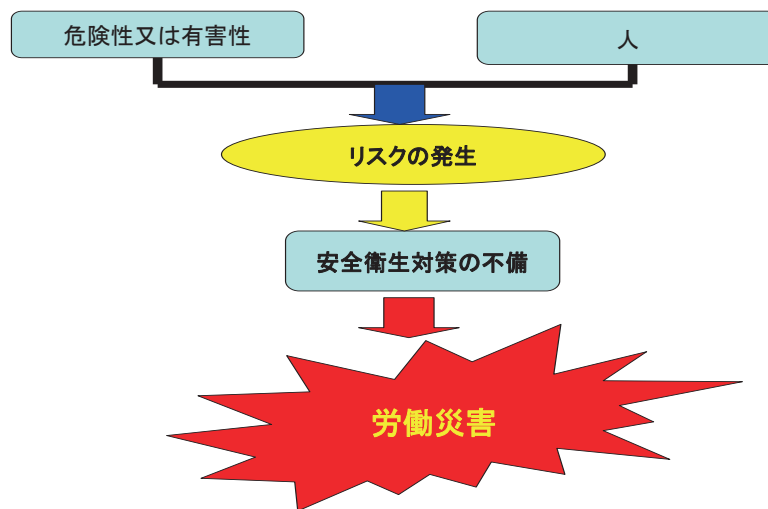 危険性又は有害性
人
リスクの発生
安全衛生対策の不備
労働災害